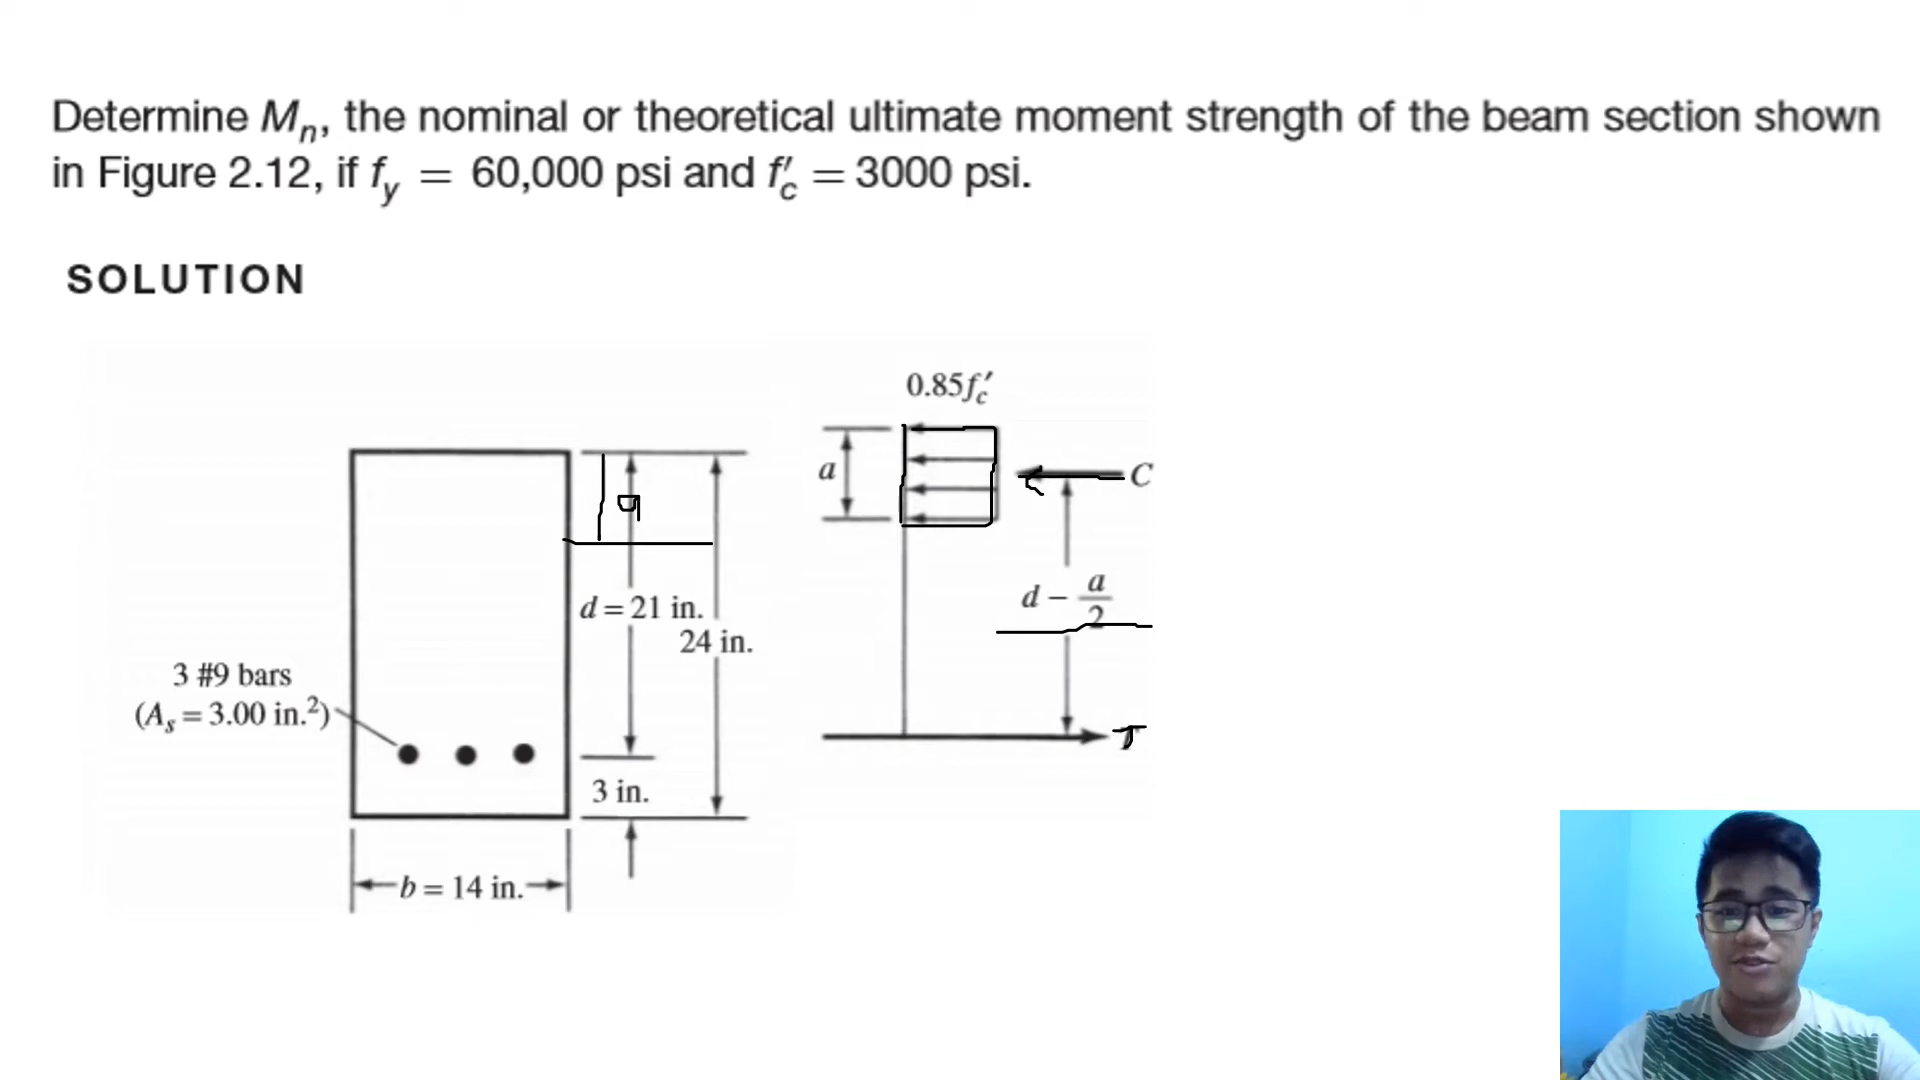 Determine Mn, the nominal or theoretical ultimate moment strength of the beam section shown
in Figure 2.12, if fy = 60,000 psi and f′c = 3000 psi.
SOLUTION
0.85f′c
a
C
a
d = 21 in.
24 in.
d − a/2
3 #9 bars
(As = 3.00 in.²)
T
3 in.
b = 14 in.